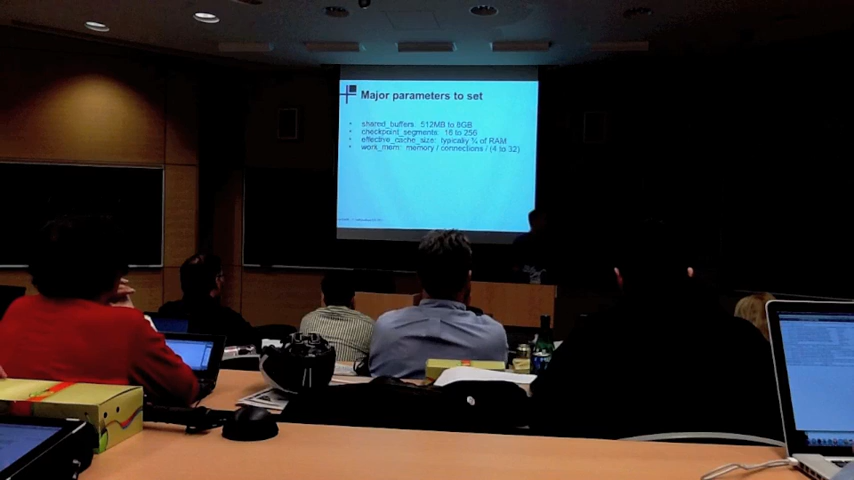 Major parameters to set
• shared_buffers: 512MB to 8GB
• checkpoint_segments: 16 to 256
• effective_cache_size: typically ¾ of RAM
• work_mem: memory / connections / (4 to 32)